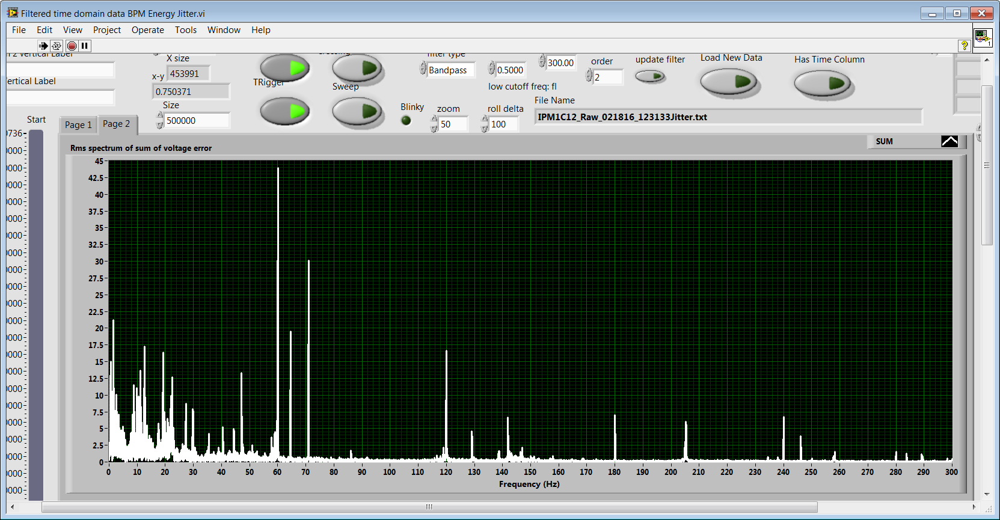 Filtered time domain data BPM Energy Jitter.vi
File Edit View Project Operate Tools Window Help
1
Vertical Label
X size
x-y 453991
0.750371
Size
500000
TRigger
Sweep
filter type
Bandpass
0.5000
low cutoff freq: fl
300.00
order
2
update filter
Load New Data
Has Time Column
File Name
IPM1C12_Raw_021816_123133Jitter.txt
Blinky
zoom
50
roll delta
100
Start
Page 1 Page 2
SUM
Rms spectrum of sum of voltage error
45
42.5
40
37.5
35
32.5
30
27.5
25
22.5
20
17.5
15
12.5
10
7.5
5
2.5
0
0 10 20 30 40 50 60 70 80 90 100 110 120 130 140 150 160 170 180 190 200 210 220 230 240 250 260 270 280 290 300
Frequency (Hz)